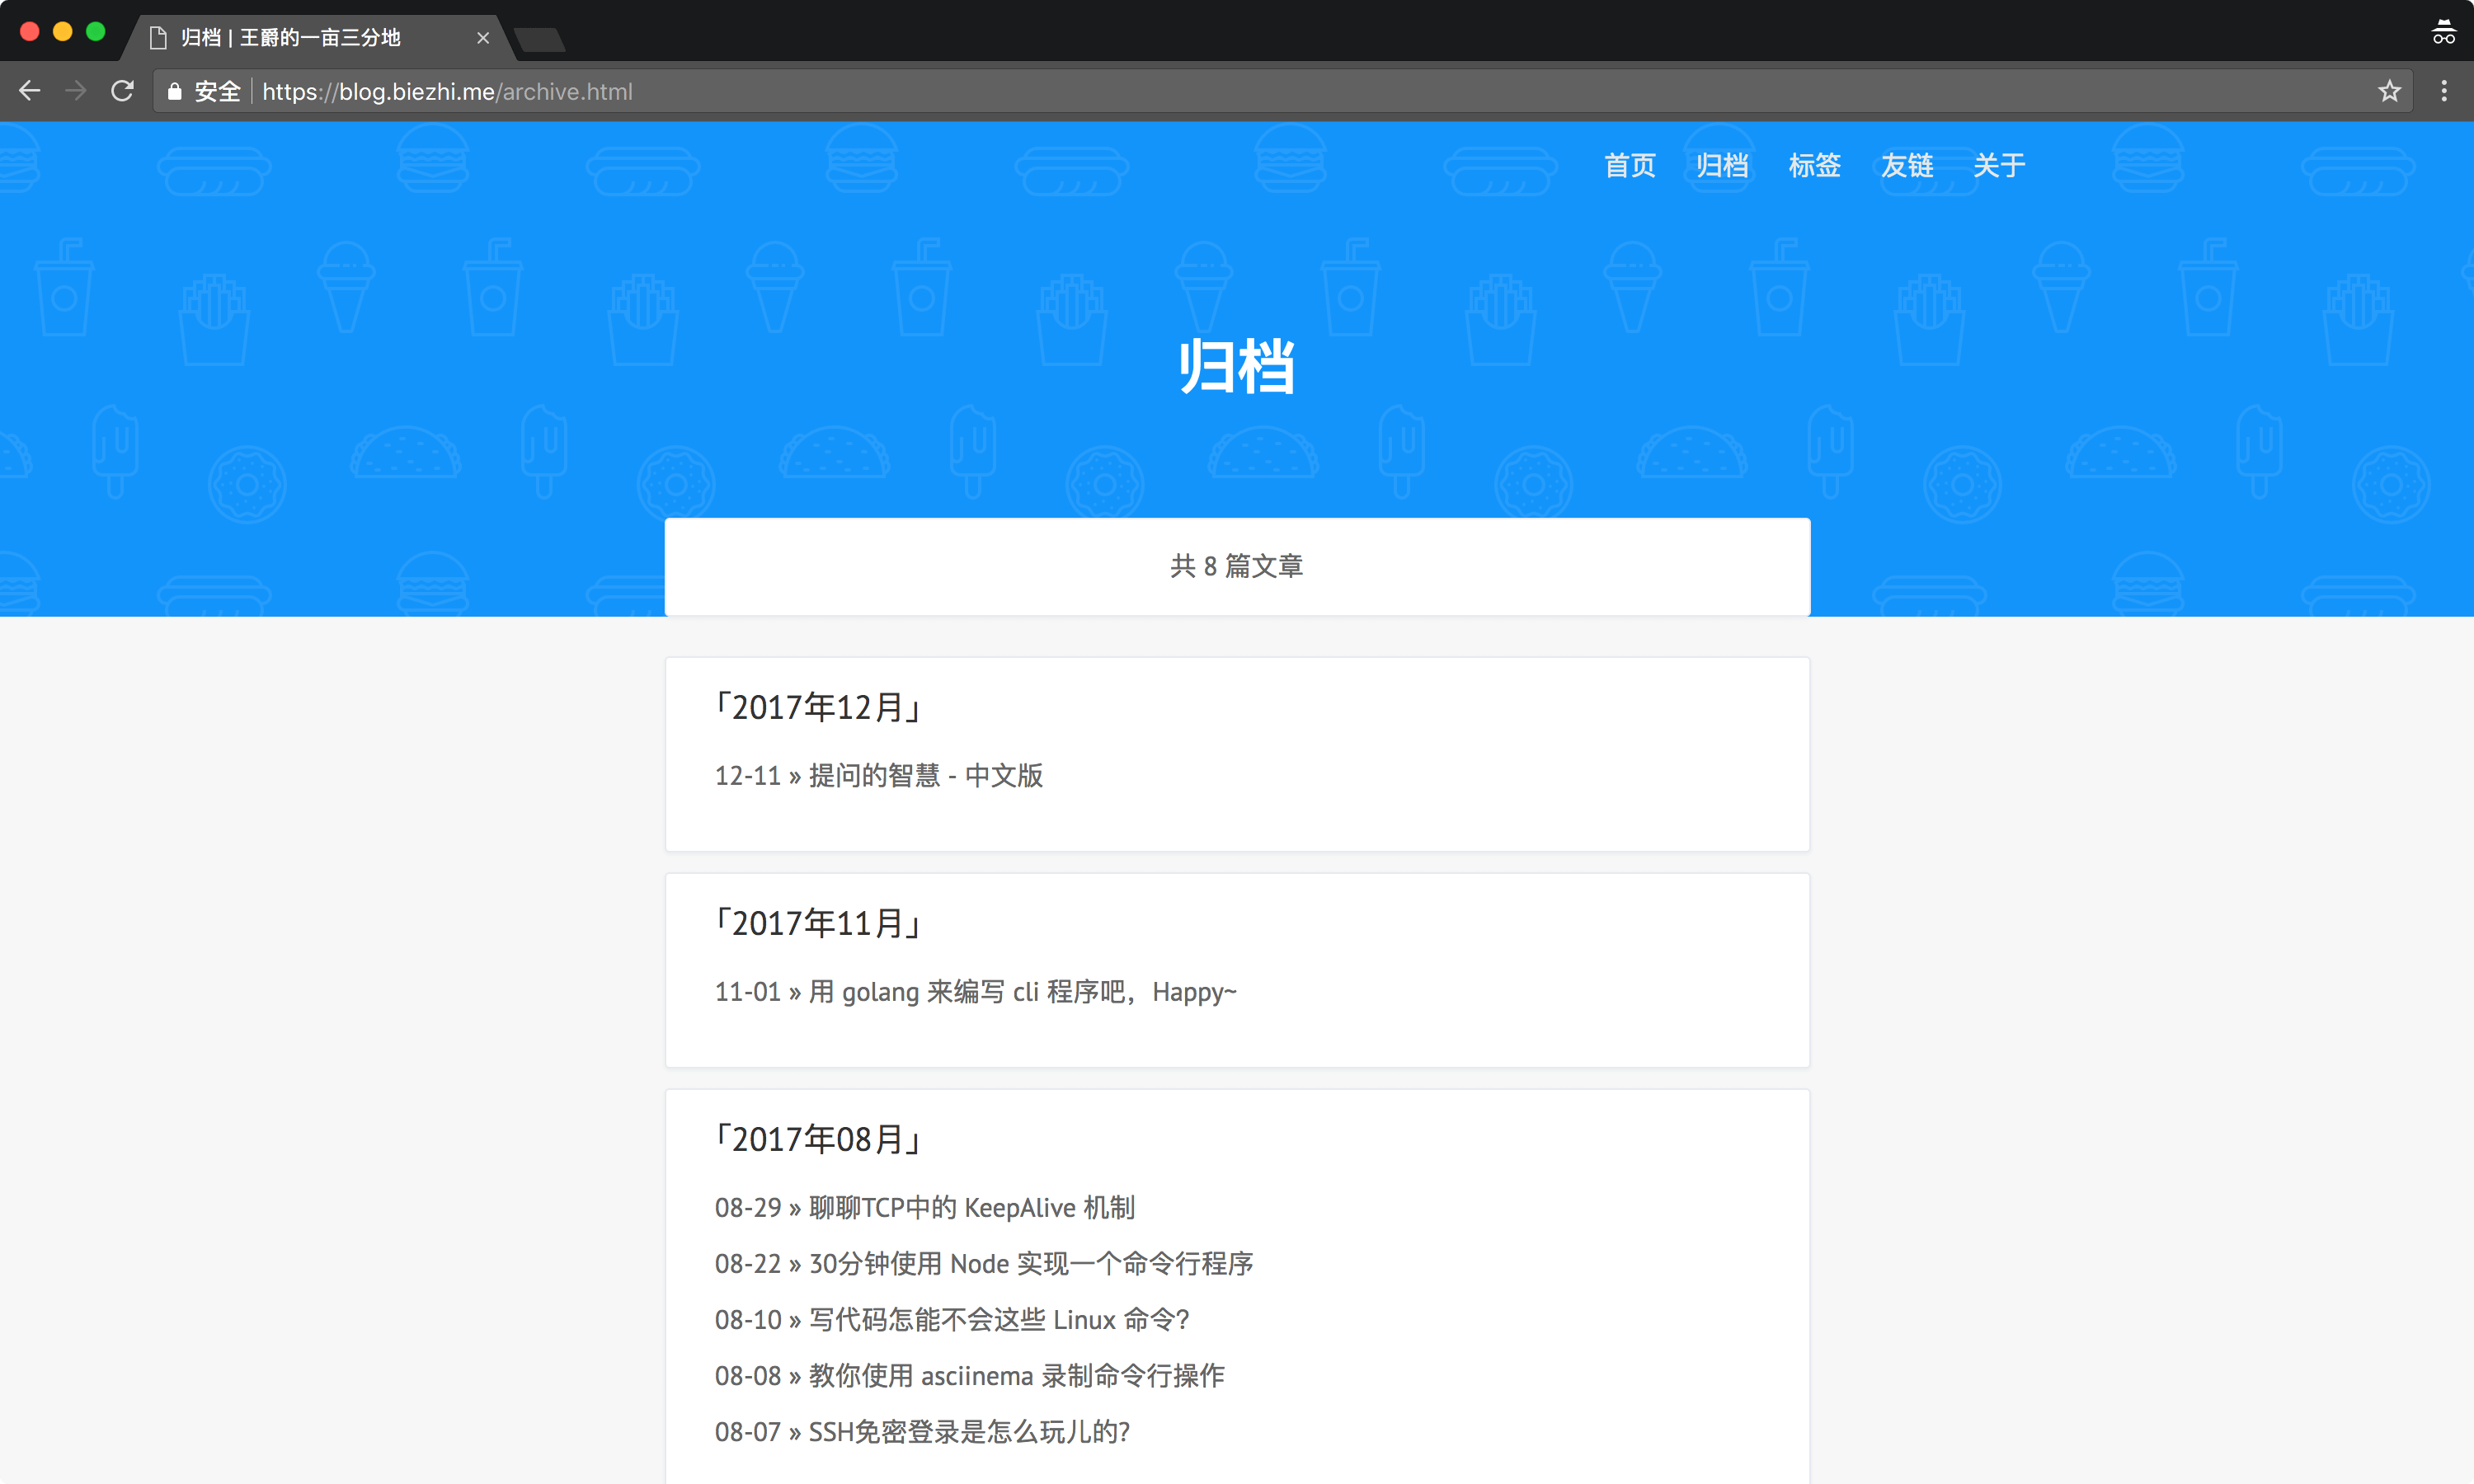 归档 | 王爵的一亩三分地
安全 https://blog.biezhi.me/archive.html
首页 归档 标签 友链 关于
归档
共 8 篇文章
「2017年12月」
12-11 » 提问的智慧 - 中文版
「2017年11月」
11-01 » 用 golang 来编写 cli 程序吧，Happy~
「2017年08月」
08-29 » 聊聊TCP中的 KeepAlive 机制
08-22 » 30分钟使用 Node 实现一个命令行程序
08-10 » 写代码怎能不会这些 Linux 命令？
08-08 » 教你使用 asciinema 录制命令行操作
08-07 » SSH免密登录是怎么玩儿的？